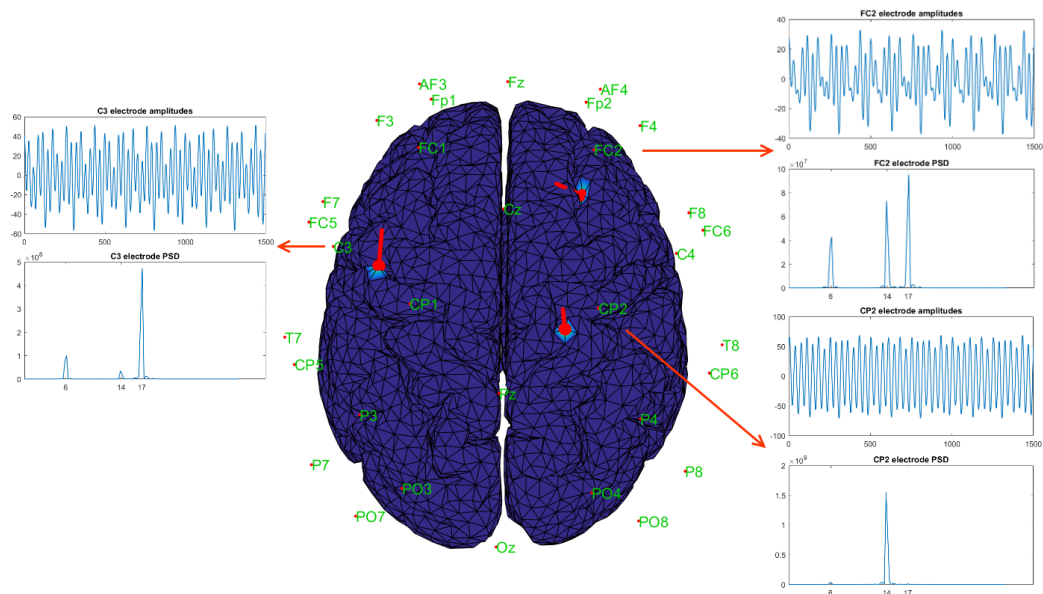 C3 electrode amplitudes
60
40
20
0
-20
-40
-60
0 500 1000 1500
C3 electrode PSD
× 10^8
5
4
3
2
1
0
6 14 17
AF3
Fz
AF4
Fp1
Fp2
F3
F4
FC1
FC2
F7
Cz
F8
FC5
FC6
C3
C4
CP1
CP2
T7
T8
CP5
CP6
Pz
P3
P4
P7
P8
PO3
PO4
PO7
PO8
Oz
FC2 electrode amplitudes
40
20
0
-20
-40
0 500 1000 1500
FC2 electrode PSD
× 10^7
10
8
6
4
2
0
6 14 17
CP2 electrode amplitudes
100
50
0
-50
-100
0 500 1000 1500
CP2 electrode PSD
× 10^9
2
1.5
1
0.5
0
6 14 17